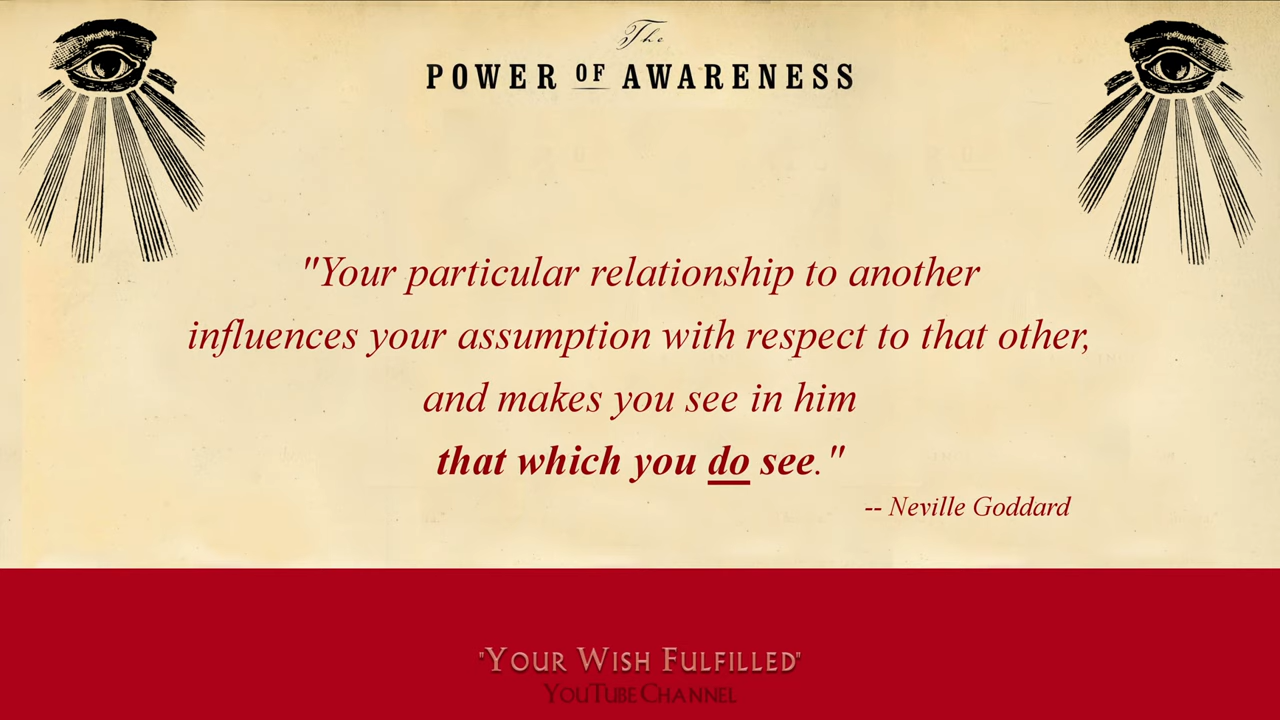 The
POWER OF AWARENESS
"Your particular relationship to another
influences your assumption with respect to that other,
and makes you see in him
that which you do see."
-- Neville Goddard
"Your Wish Fulfilled"
YouTube Channel